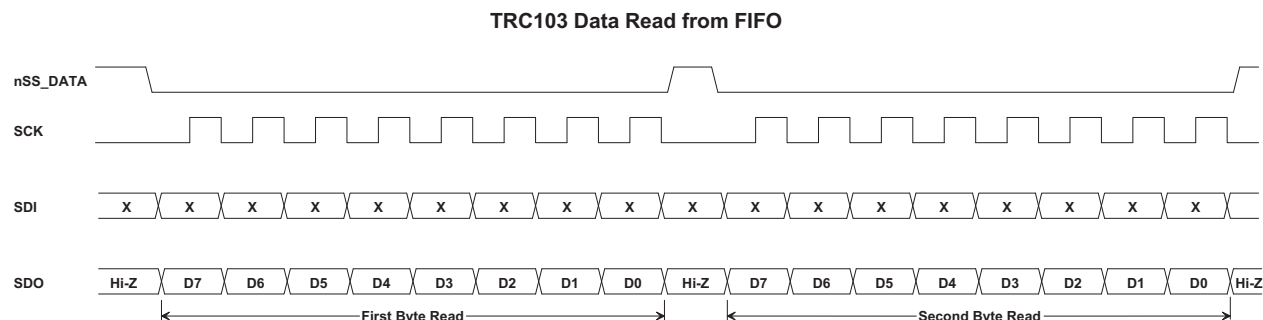 TRC103 Data Read from FIFO
nSS_DATA
SCK
SDI X X X X X X X X X X X X X X X X X X
SDO Hi-Z D7 D6 D5 D4 D3 D2 D1 D0 Hi-Z D7 D6 D5 D4 D3 D2 D1 D0 Hi-Z
First Byte Read Second Byte Read